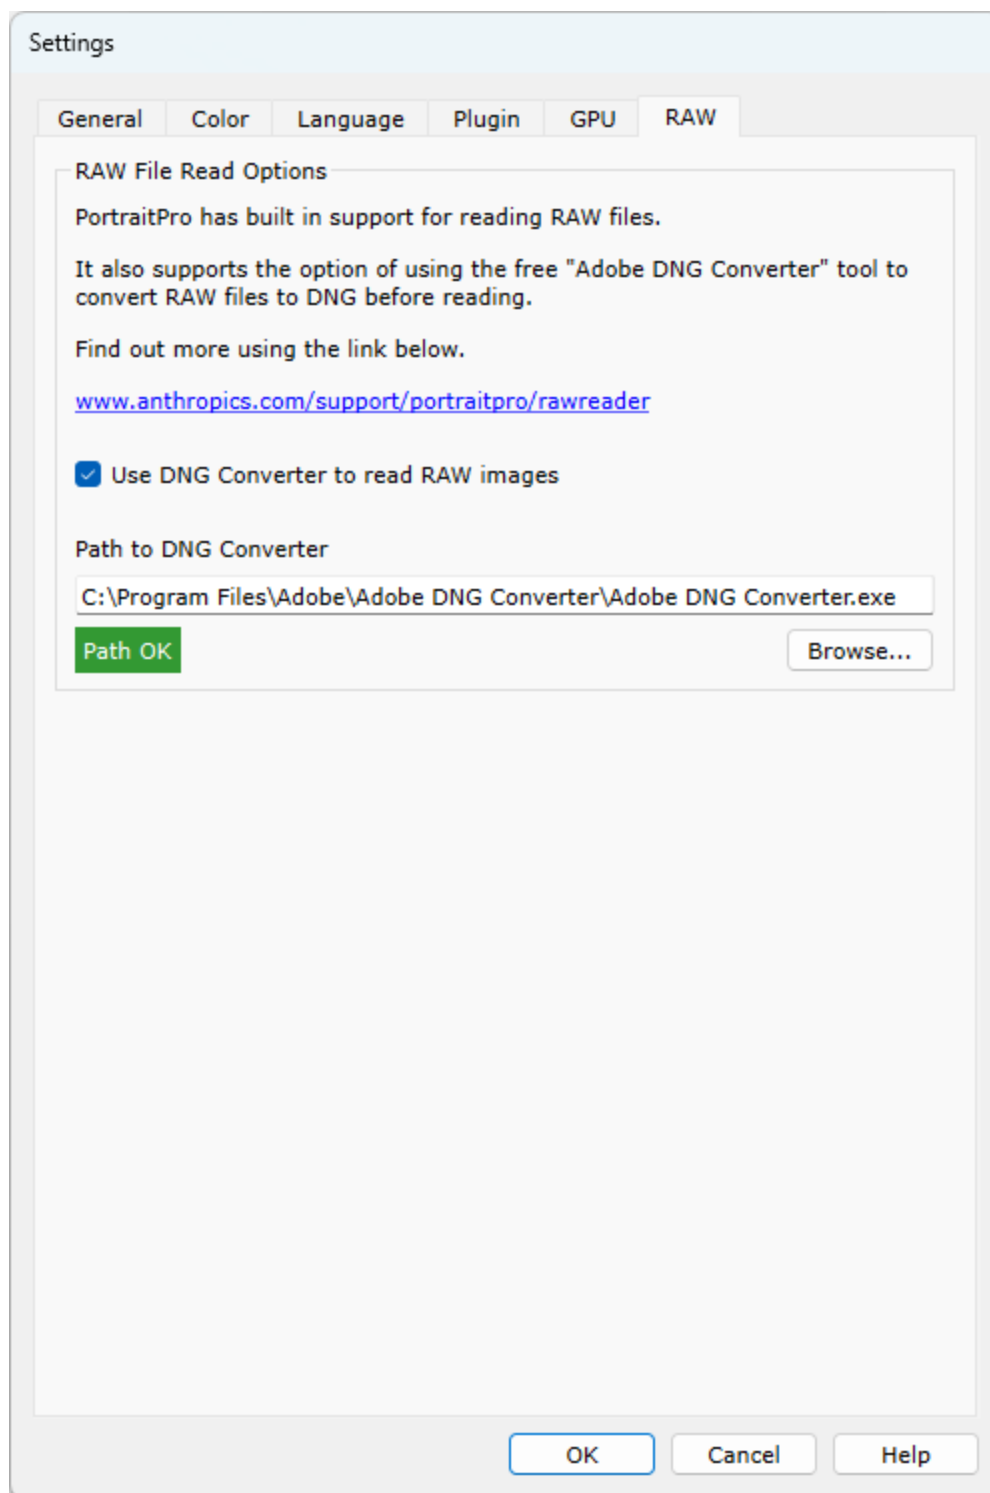 Settings
General Color Language Plugin GPU RAW
RAW File Read Options
PortraitPro has built in support for reading RAW files.
It also supports the option of using the free "Adobe DNG Converter" tool to
convert RAW files to DNG before reading.
Find out more using the link below.
www.anthropics.com/support/portraitpro/rawreader
Use DNG Converter to read RAW images
Path to DNG Converter
C:\Program Files\Adobe\Adobe DNG Converter\Adobe DNG Converter.exe
Path OK Browse...
OK Cancel Help